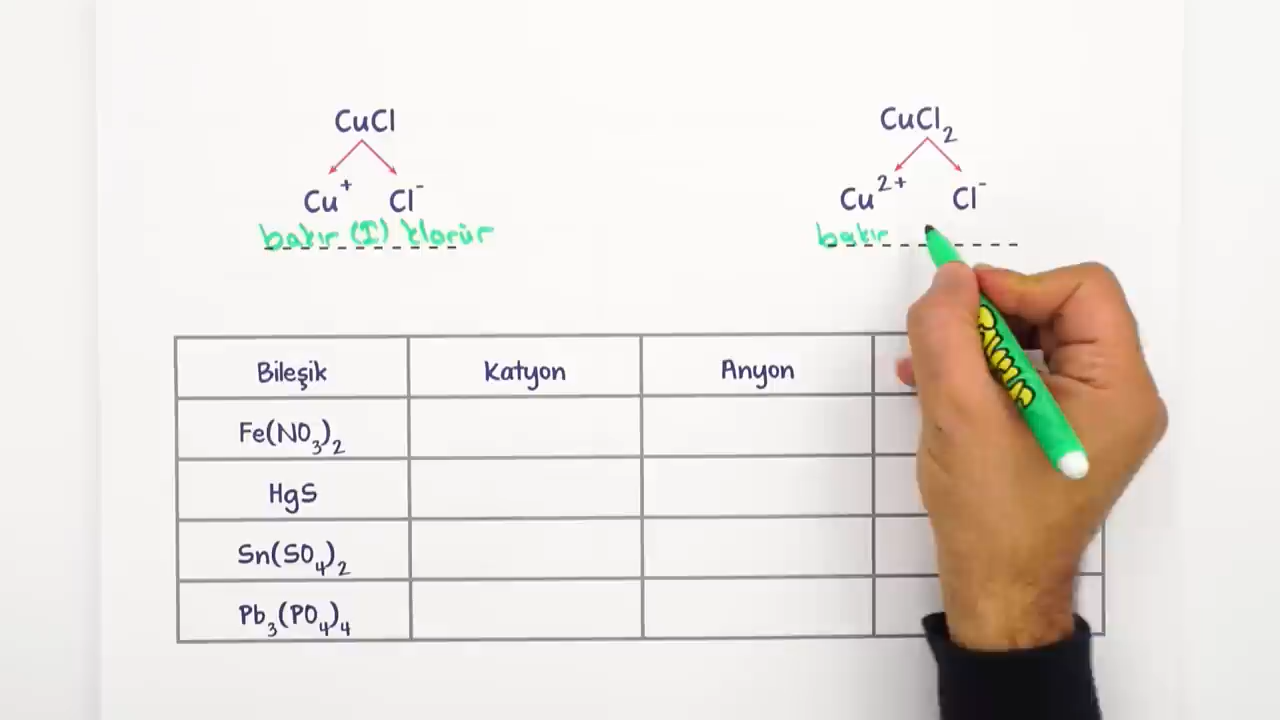 CuCl CuCl₂
Cu⁺ Cl⁻ Cu²⁺ Cl⁻
bakır (I) klorür bakır
Bileşik Katyon Anyon
Fe(NO₃)₂
HgS
Sn(SO₄)₂
Pb₃(PO₄)₄